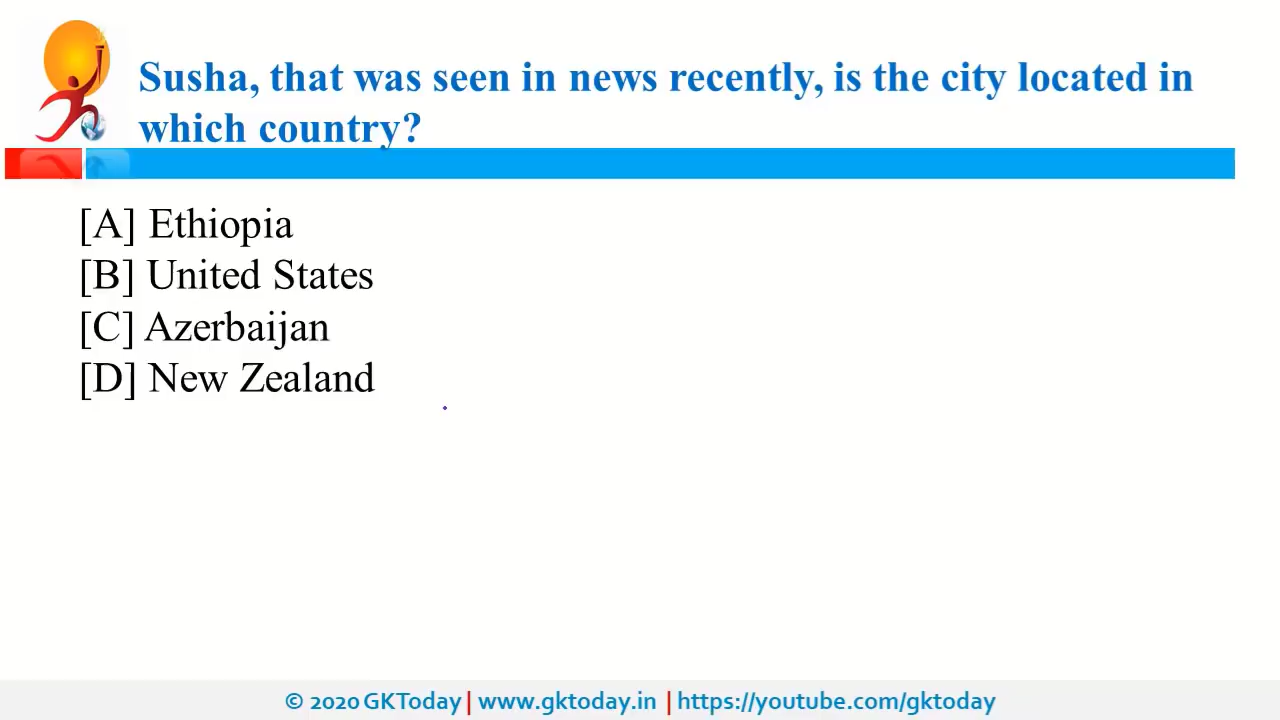 Susha, that was seen in news recently, is the city located in
which country?
[A] Ethiopia
[B] United States
[C] Azerbaijan
[D] New Zealand
© 2020 GKToday | www.gktoday.in | https://youtube.com/gktoday